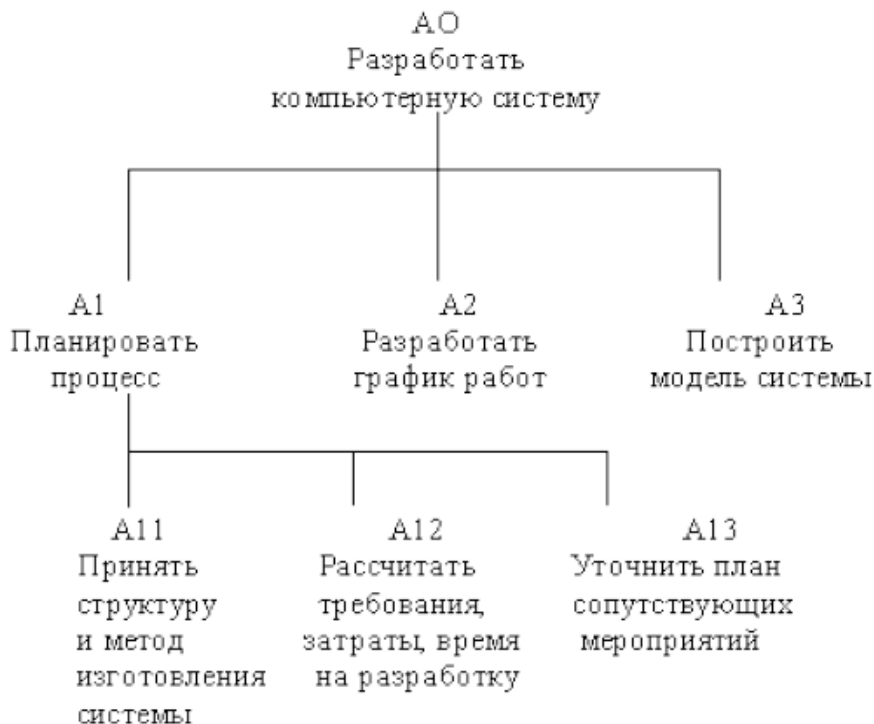 АО
Разработать
компьютерную систему
А1
Планировать
процесс
А2
Разработать
график работ
А3
Построить
модель системы
А11
Принять
структуру
и метод
изготовления
системы
А12
Рассчитать
требования,
затраты, время
на разработку
А13
Уточнить план
сопутствующих
мероприятий